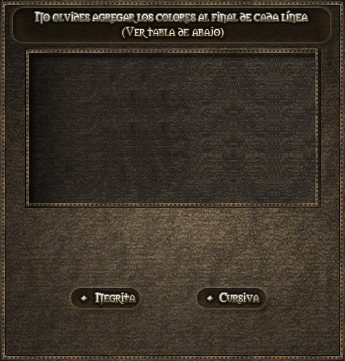 No olvides agregar los colores al final de cada línea
(Ver tabla de abajo)
Negrita
Cursiva